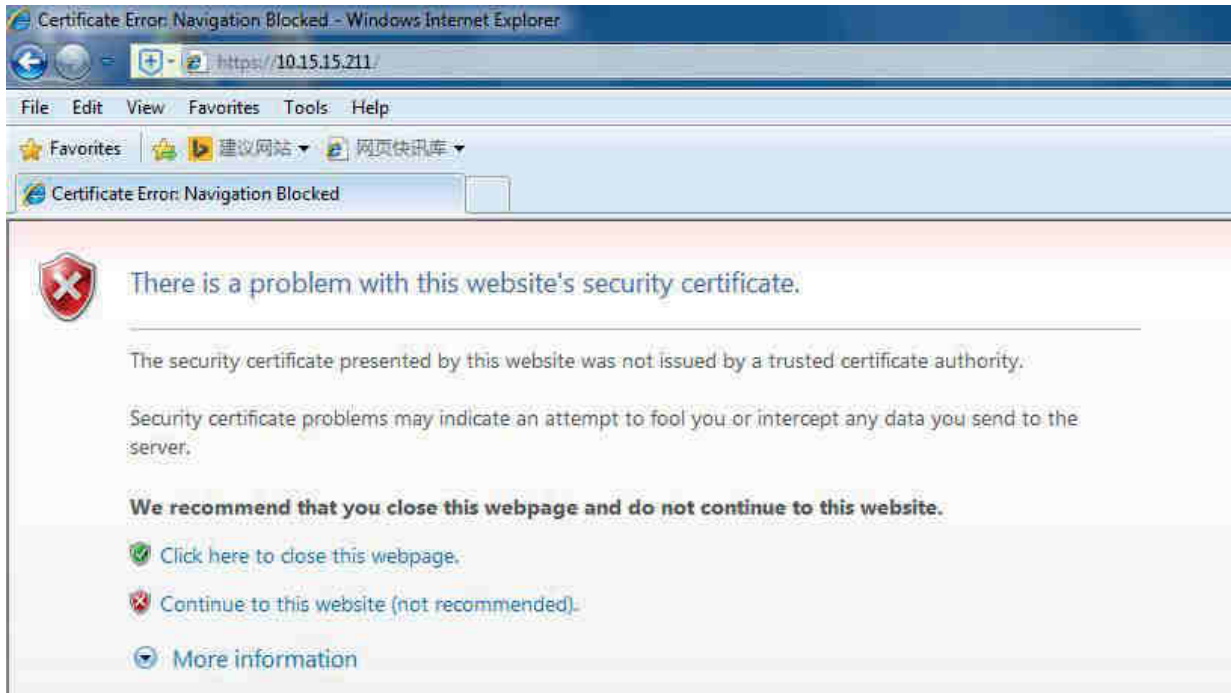 Certificate Error: Navigation Blocked - Windows Internet Explorer
https://10.15.15.211/
File Edit View Favorites Tools Help
Favorites 建议网站 网页快讯库
Certificate Error: Navigation Blocked
There is a problem with this website's security certificate.
The security certificate presented by this website was not issued by a trusted certificate authority.
Security certificate problems may indicate an attempt to fool you or intercept any data you send to the
server.
We recommend that you close this webpage and do not continue to this website.
Click here to close this webpage.
Continue to this website (not recommended).
More information